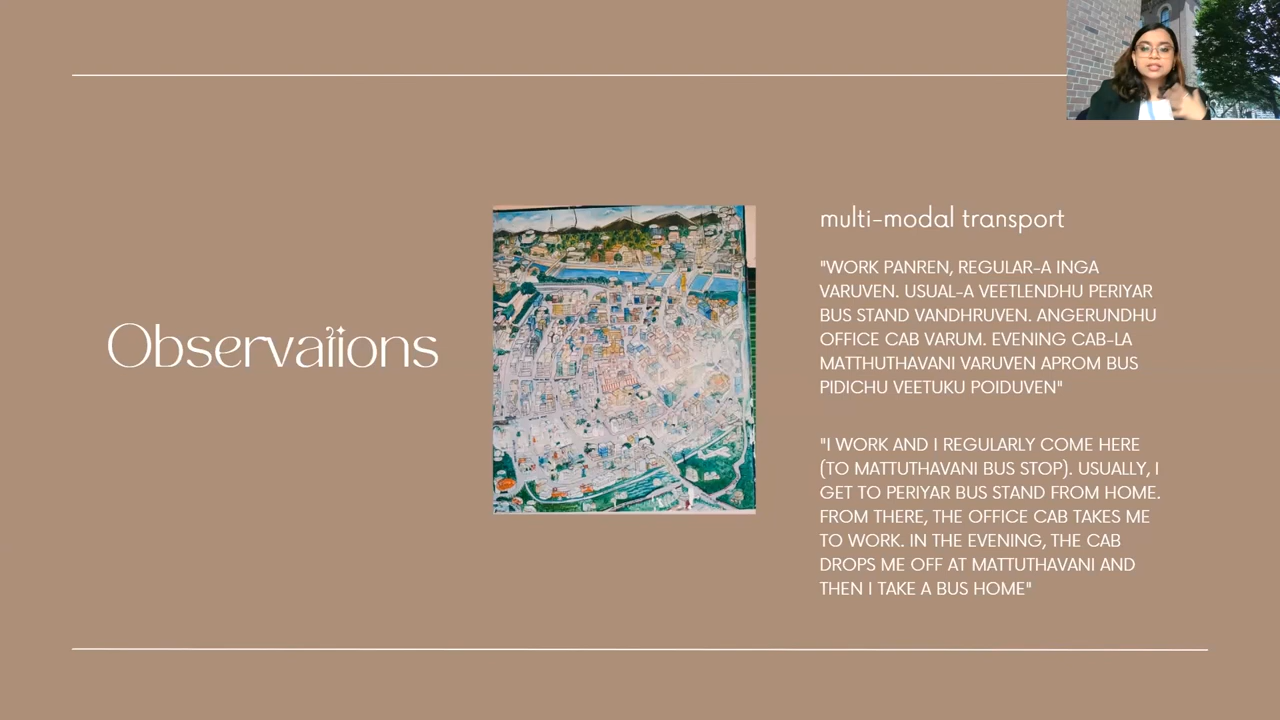 Observations
multi-modal transport
"WORK PANREN, REGULAR-A INGA
VARUVEN. USUAL-A VEETLENDHU PERIYAR
BUS STAND VANDHRUVEN. ANGERUNDHU
OFFICE CAB VARUM. EVENING CAB-LA
MATTHUTHAVANI VARUVEN APROM BUS
PIDICHU VEETUKU POIDUVEN"
"I WORK AND I REGULARLY COME HERE
(TO MATTUTHAVANI BUS STOP). USUALLY, I
GET TO PERIYAR BUS STAND FROM HOME.
FROM THERE, THE OFFICE CAB TAKES ME
TO WORK. IN THE EVENING, THE CAB
DROPS ME OFF AT MATTUTHAVANI AND
THEN I TAKE A BUS HOME"